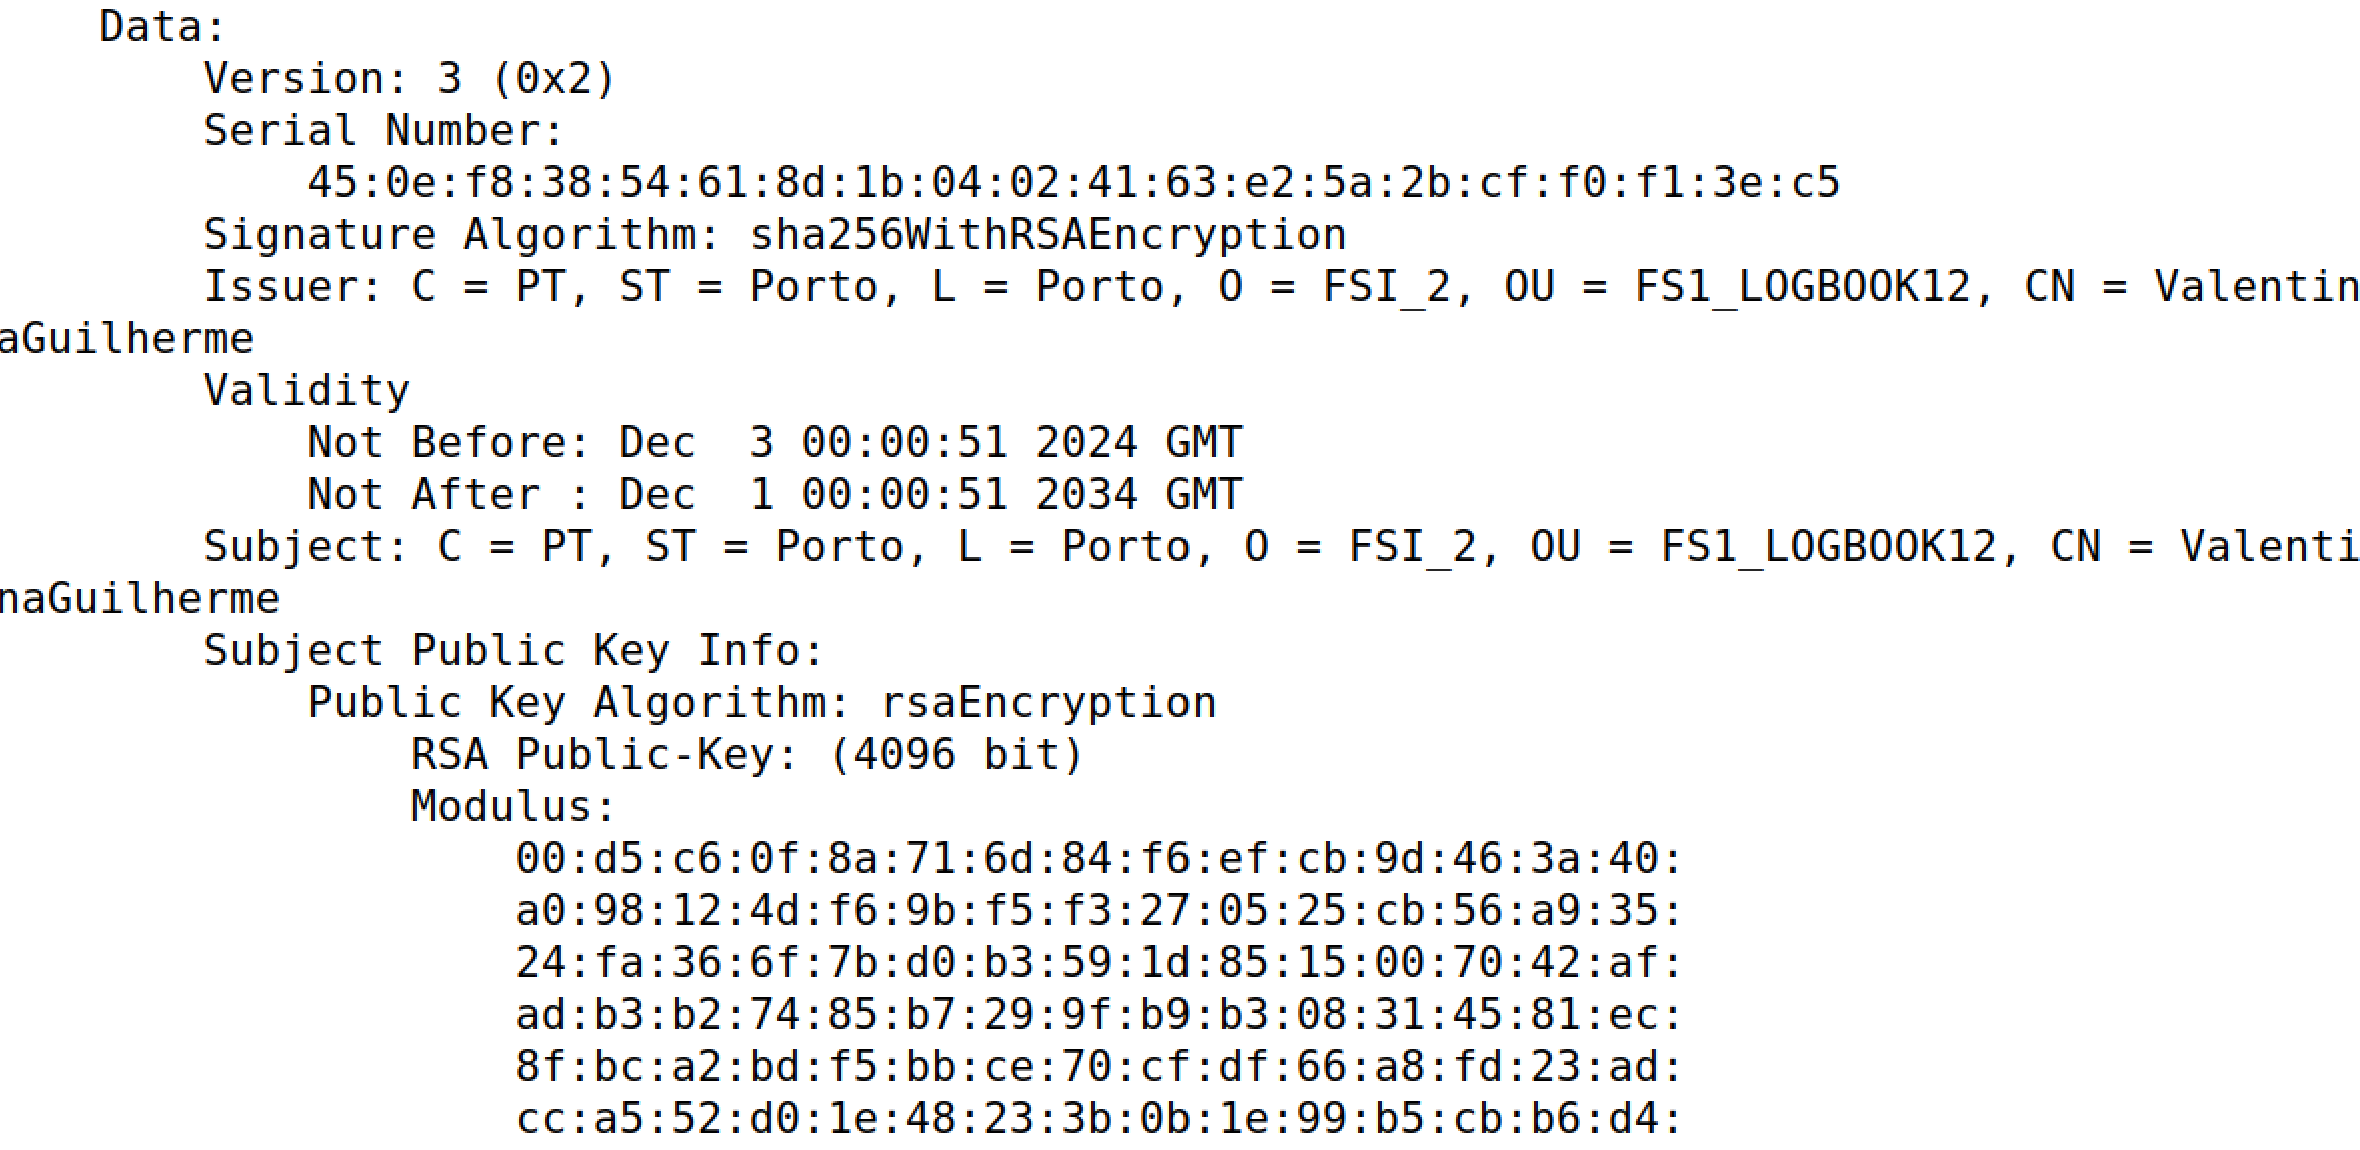 Data:
Version: 3 (0x2)
Serial Number:
45:0e:f8:38:54:61:8d:1b:04:02:41:63:e2:5a:2b:cf:f0:f1:3e:c5
Signature Algorithm: sha256WithRSAEncryption
Issuer: C = PT, ST = Porto, L = Porto, O = FSI_2, OU = FS1_LOGBOOK12, CN = Valentin
aGuilherme
Validity
Not Before: Dec  3 00:00:51 2024 GMT
Not After : Dec  1 00:00:51 2034 GMT
Subject: C = PT, ST = Porto, L = Porto, O = FSI_2, OU = FS1_LOGBOOK12, CN = Valenti
naGuilherme
Subject Public Key Info:
Public Key Algorithm: rsaEncryption
RSA Public-Key: (4096 bit)
Modulus:
00:d5:c6:0f:8a:71:6d:84:f6:ef:cb:9d:46:3a:40:
a0:98:12:4d:f6:9b:f5:f3:27:05:25:cb:56:a9:35:
24:fa:36:6f:7b:d0:b3:59:1d:85:15:00:70:42:af:
ad:b3:b2:74:85:b7:29:9f:b9:b3:08:31:45:81:ec:
8f:bc:a2:bd:f5:bb:ce:70:cf:df:66:a8:fd:23:ad:
cc:a5:52:d0:1e:48:23:3b:0b:1e:99:b5:cb:b6:d4: